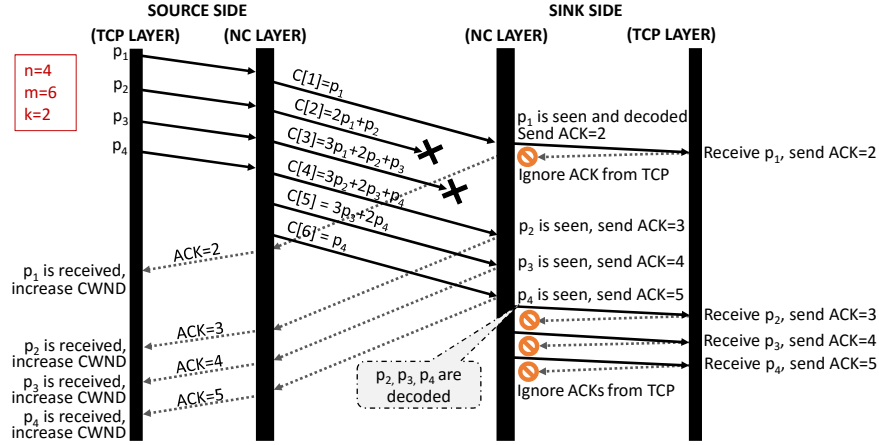 SOURCE SIDE
SINK SIDE
(TCP LAYER)
(NC LAYER)
(NC LAYER)
(TCP LAYER)
n=4
m=6
k=2
p1
p2
p3
p4
C[1]=p1
C[2]=2p1+p2
C[3]=3p1+2p2+p3
C[4]=3p2+2p3+p4
C[5] = 3p3+2p4
C[6] = p4
p1 is seen and decoded
Send ACK=2
Receive p1, send ACK=2
Ignore ACK from TCP
p2 is seen, send ACK=3
p3 is seen, send ACK=4
p4 is seen, send ACK=5
Receive p2, send ACK=3
Receive p3, send ACK=4
Receive p4, send ACK=5
Ignore ACKs from TCP
p2, p3, p4 are
decoded
ACK=2
p1 is received,
increase CWND
ACK=3
p2 is received,
increase CWND
ACK=4
p3 is received,
increase CWND
ACK=5
p4 is received,
increase CWND